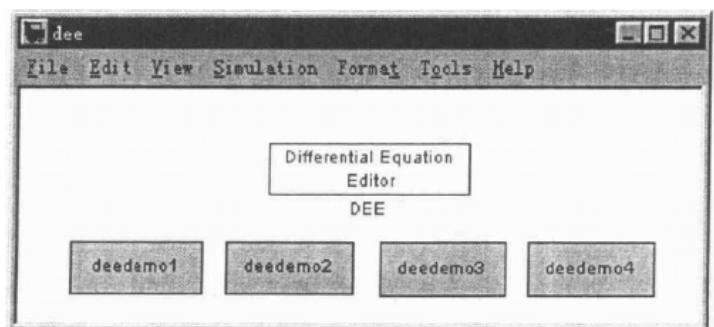 dee
File Edit View Simulation Format Tools Help
Differential Equation
Editor
DEE
deedemo1 deedemo2 deedemo3 deedemo4